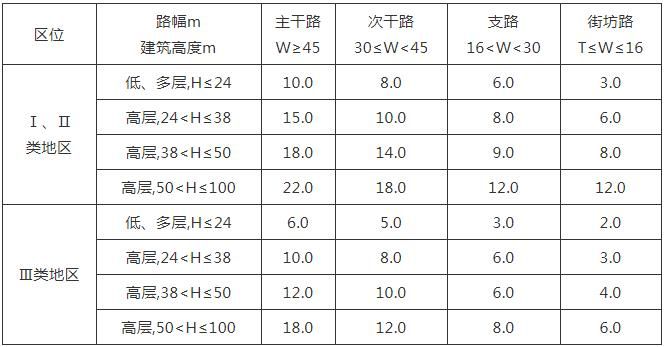 区位 路幅m 主干路 次干路 支路 街坊路
建筑高度m W≥45 30≤W<45 16<W<30 T≤W≤16
Ⅰ、Ⅱ
类地区
低、多层,H≤24 10.0 8.0 6.0 3.0
高层,24<H≤38 15.0 10.0 8.0 6.0
高层,38<H≤50 18.0 14.0 9.0 8.0
高层,50<H≤100 22.0 18.0 12.0 12.0
Ⅲ类地区
低、多层,H≤24 6.0 5.0 3.0 2.0
高层,24<H≤38 10.0 8.0 6.0 3.0
高层,38<H≤50 12.0 10.0 6.0 4.0
高层,50<H≤100 18.0 12.0 8.0 6.0